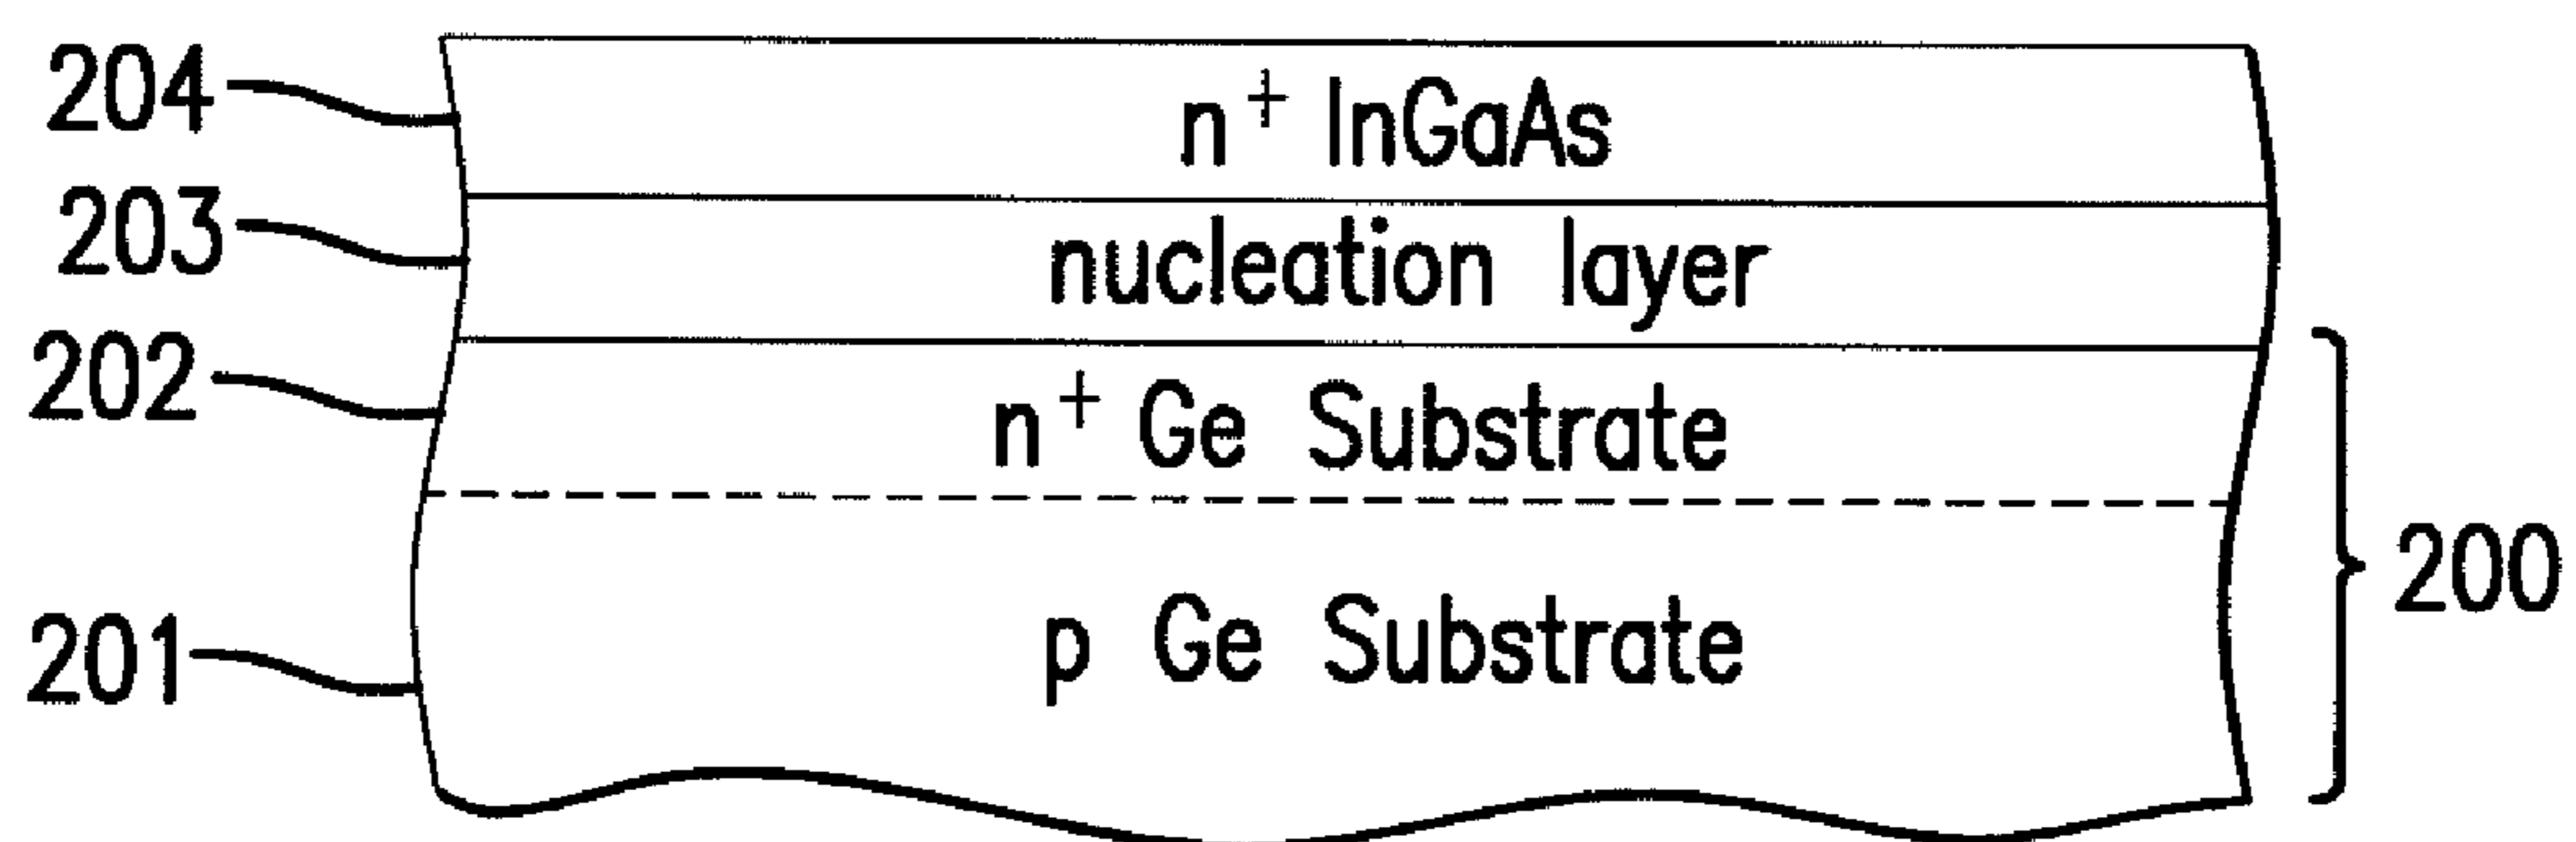 204
n+ InGaAs
203
nucleation layer
202
n+ Ge Substrate
200
201
p Ge Substrate